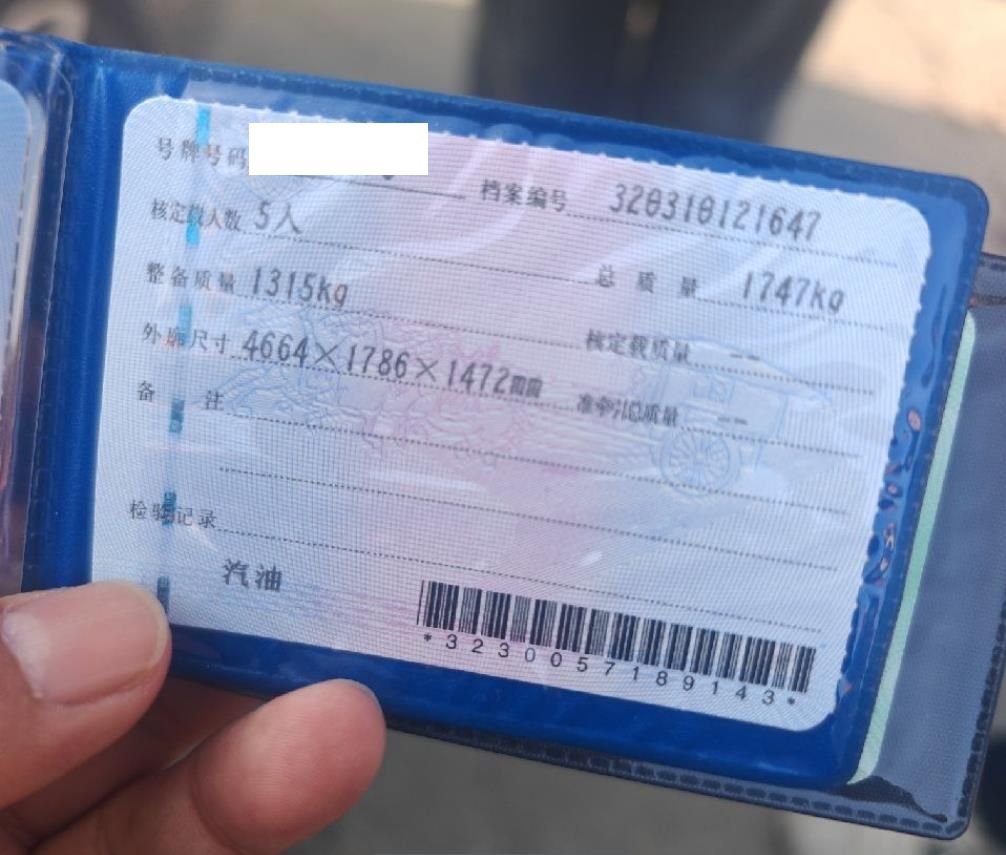 号牌号码
档案编号 320310121647
核定载人数 5人
总质量 1747kg
整备质量 1315kg
核定载质量 --
外廓尺寸 4664×1786×1472mm
准牵引总质量 --
备注
检验记录
汽油
*3230057189143*